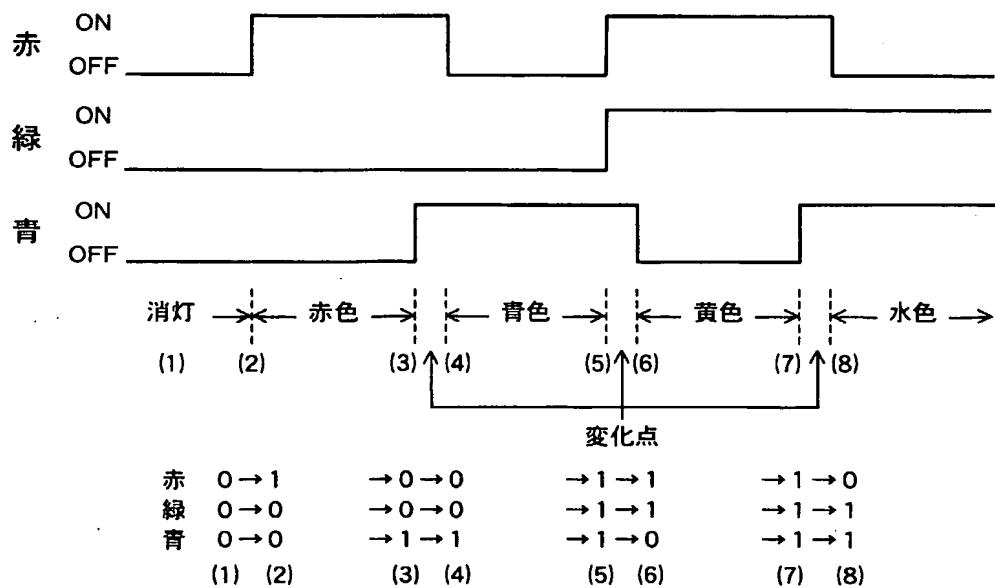 ON
赤
OFF
ON
緑
OFF
ON
青
OFF
消灯 赤色 青色 黄色 水色
(1) (2) (3) (4) (5) (6) (7) (8)
変化点
赤 0→1 →0→0 →1→1 →1→0
緑 0→0 →0→0 →1→1 →1→1
青 0→0 →1→1 →1→0 →1→1
(1) (2) (3) (4) (5) (6) (7) (8)